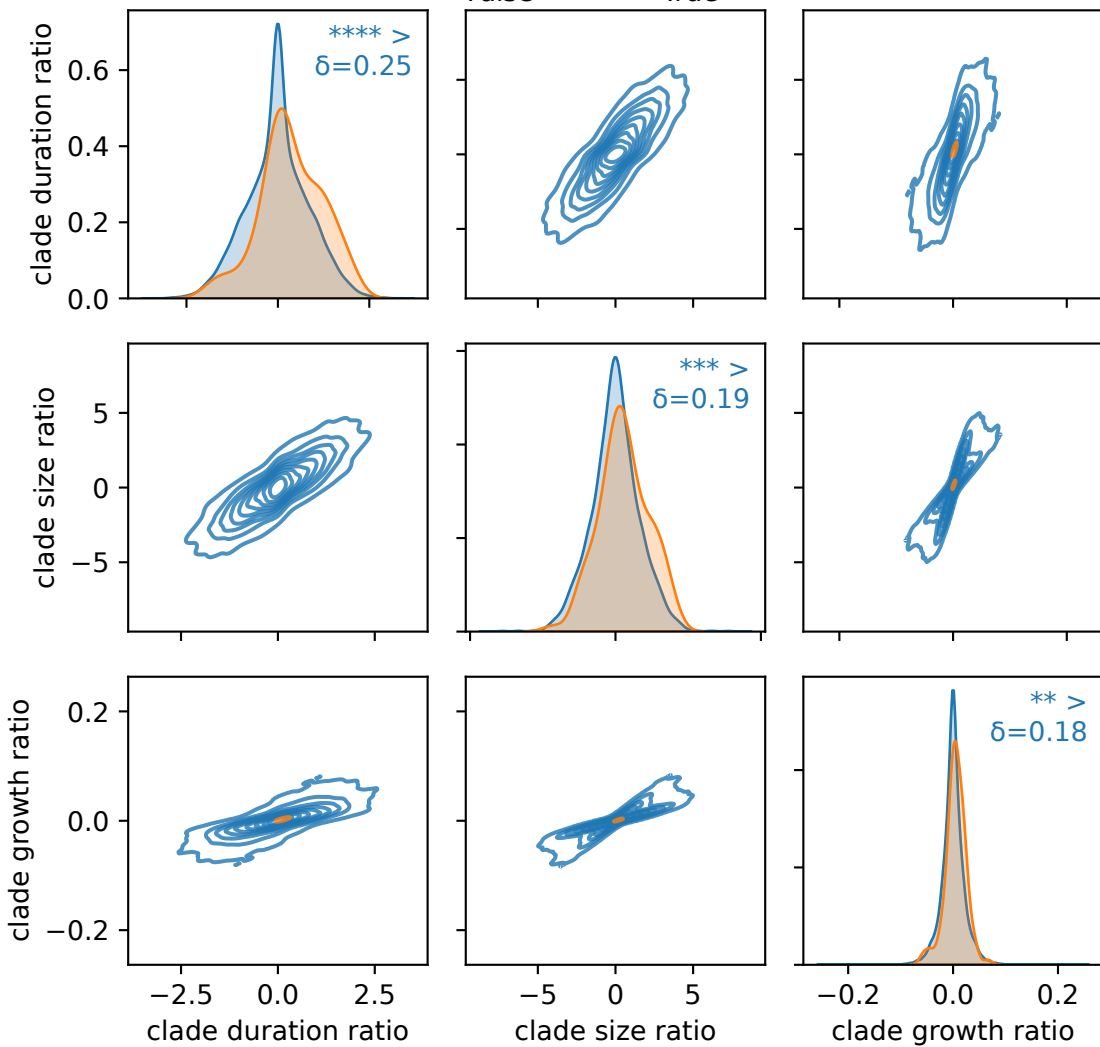 clade duration ratio
0.6
0.4
0.2
0.0
**** >
δ=0.25
clade size ratio
5
0
−5
*** >
δ=0.19
clade growth ratio
0.2
0.0
−0.2
** >
δ=0.18
−2.5 0.0 2.5
clade duration ratio
−5 0 5
clade size ratio
−0.2 0.0 0.2
clade growth ratio